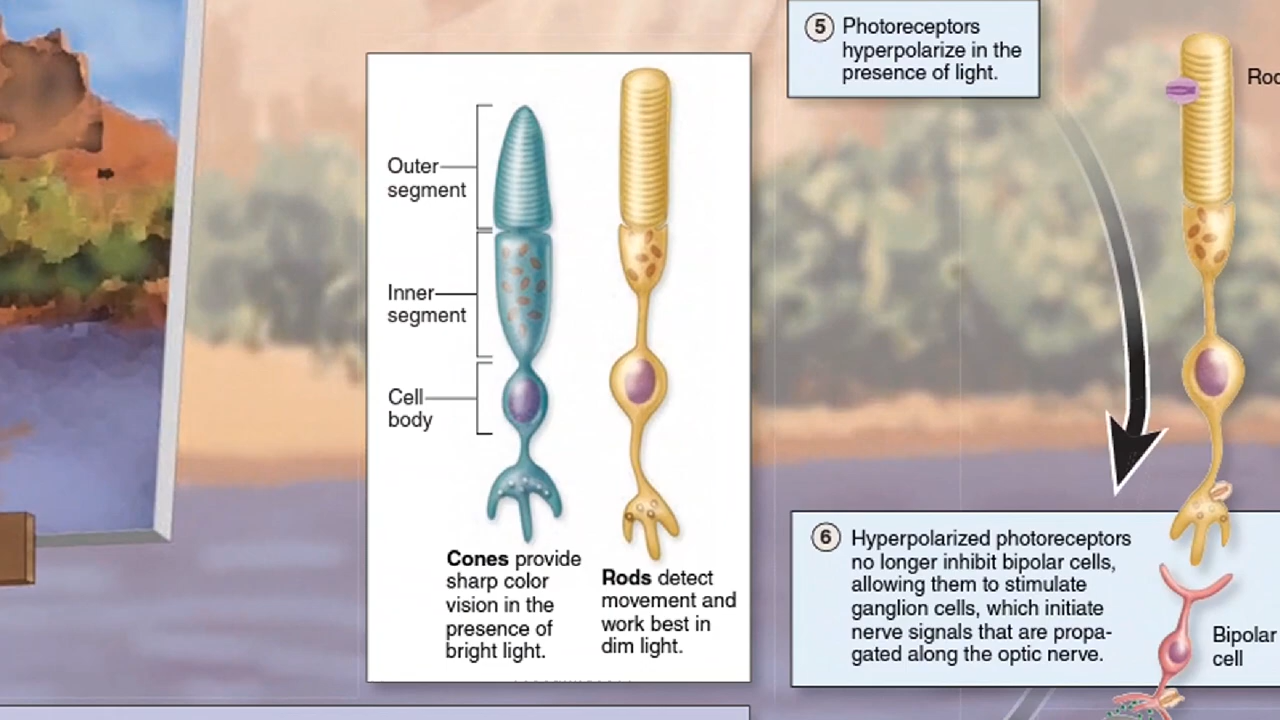 Outer
segment
Inner
segment
Cell
body
Cones provide
sharp color
vision in the
presence of
bright light.
Rods detect
movement and
work best in
dim light.
5 Photoreceptors
hyperpolarize in the
presence of light.
6 Hyperpolarized photoreceptors
no longer inhibit bipolar cells,
allowing them to stimulate
ganglion cells, which initiate
nerve signals that are propa-
gated along the optic nerve.
Bipolar
cell